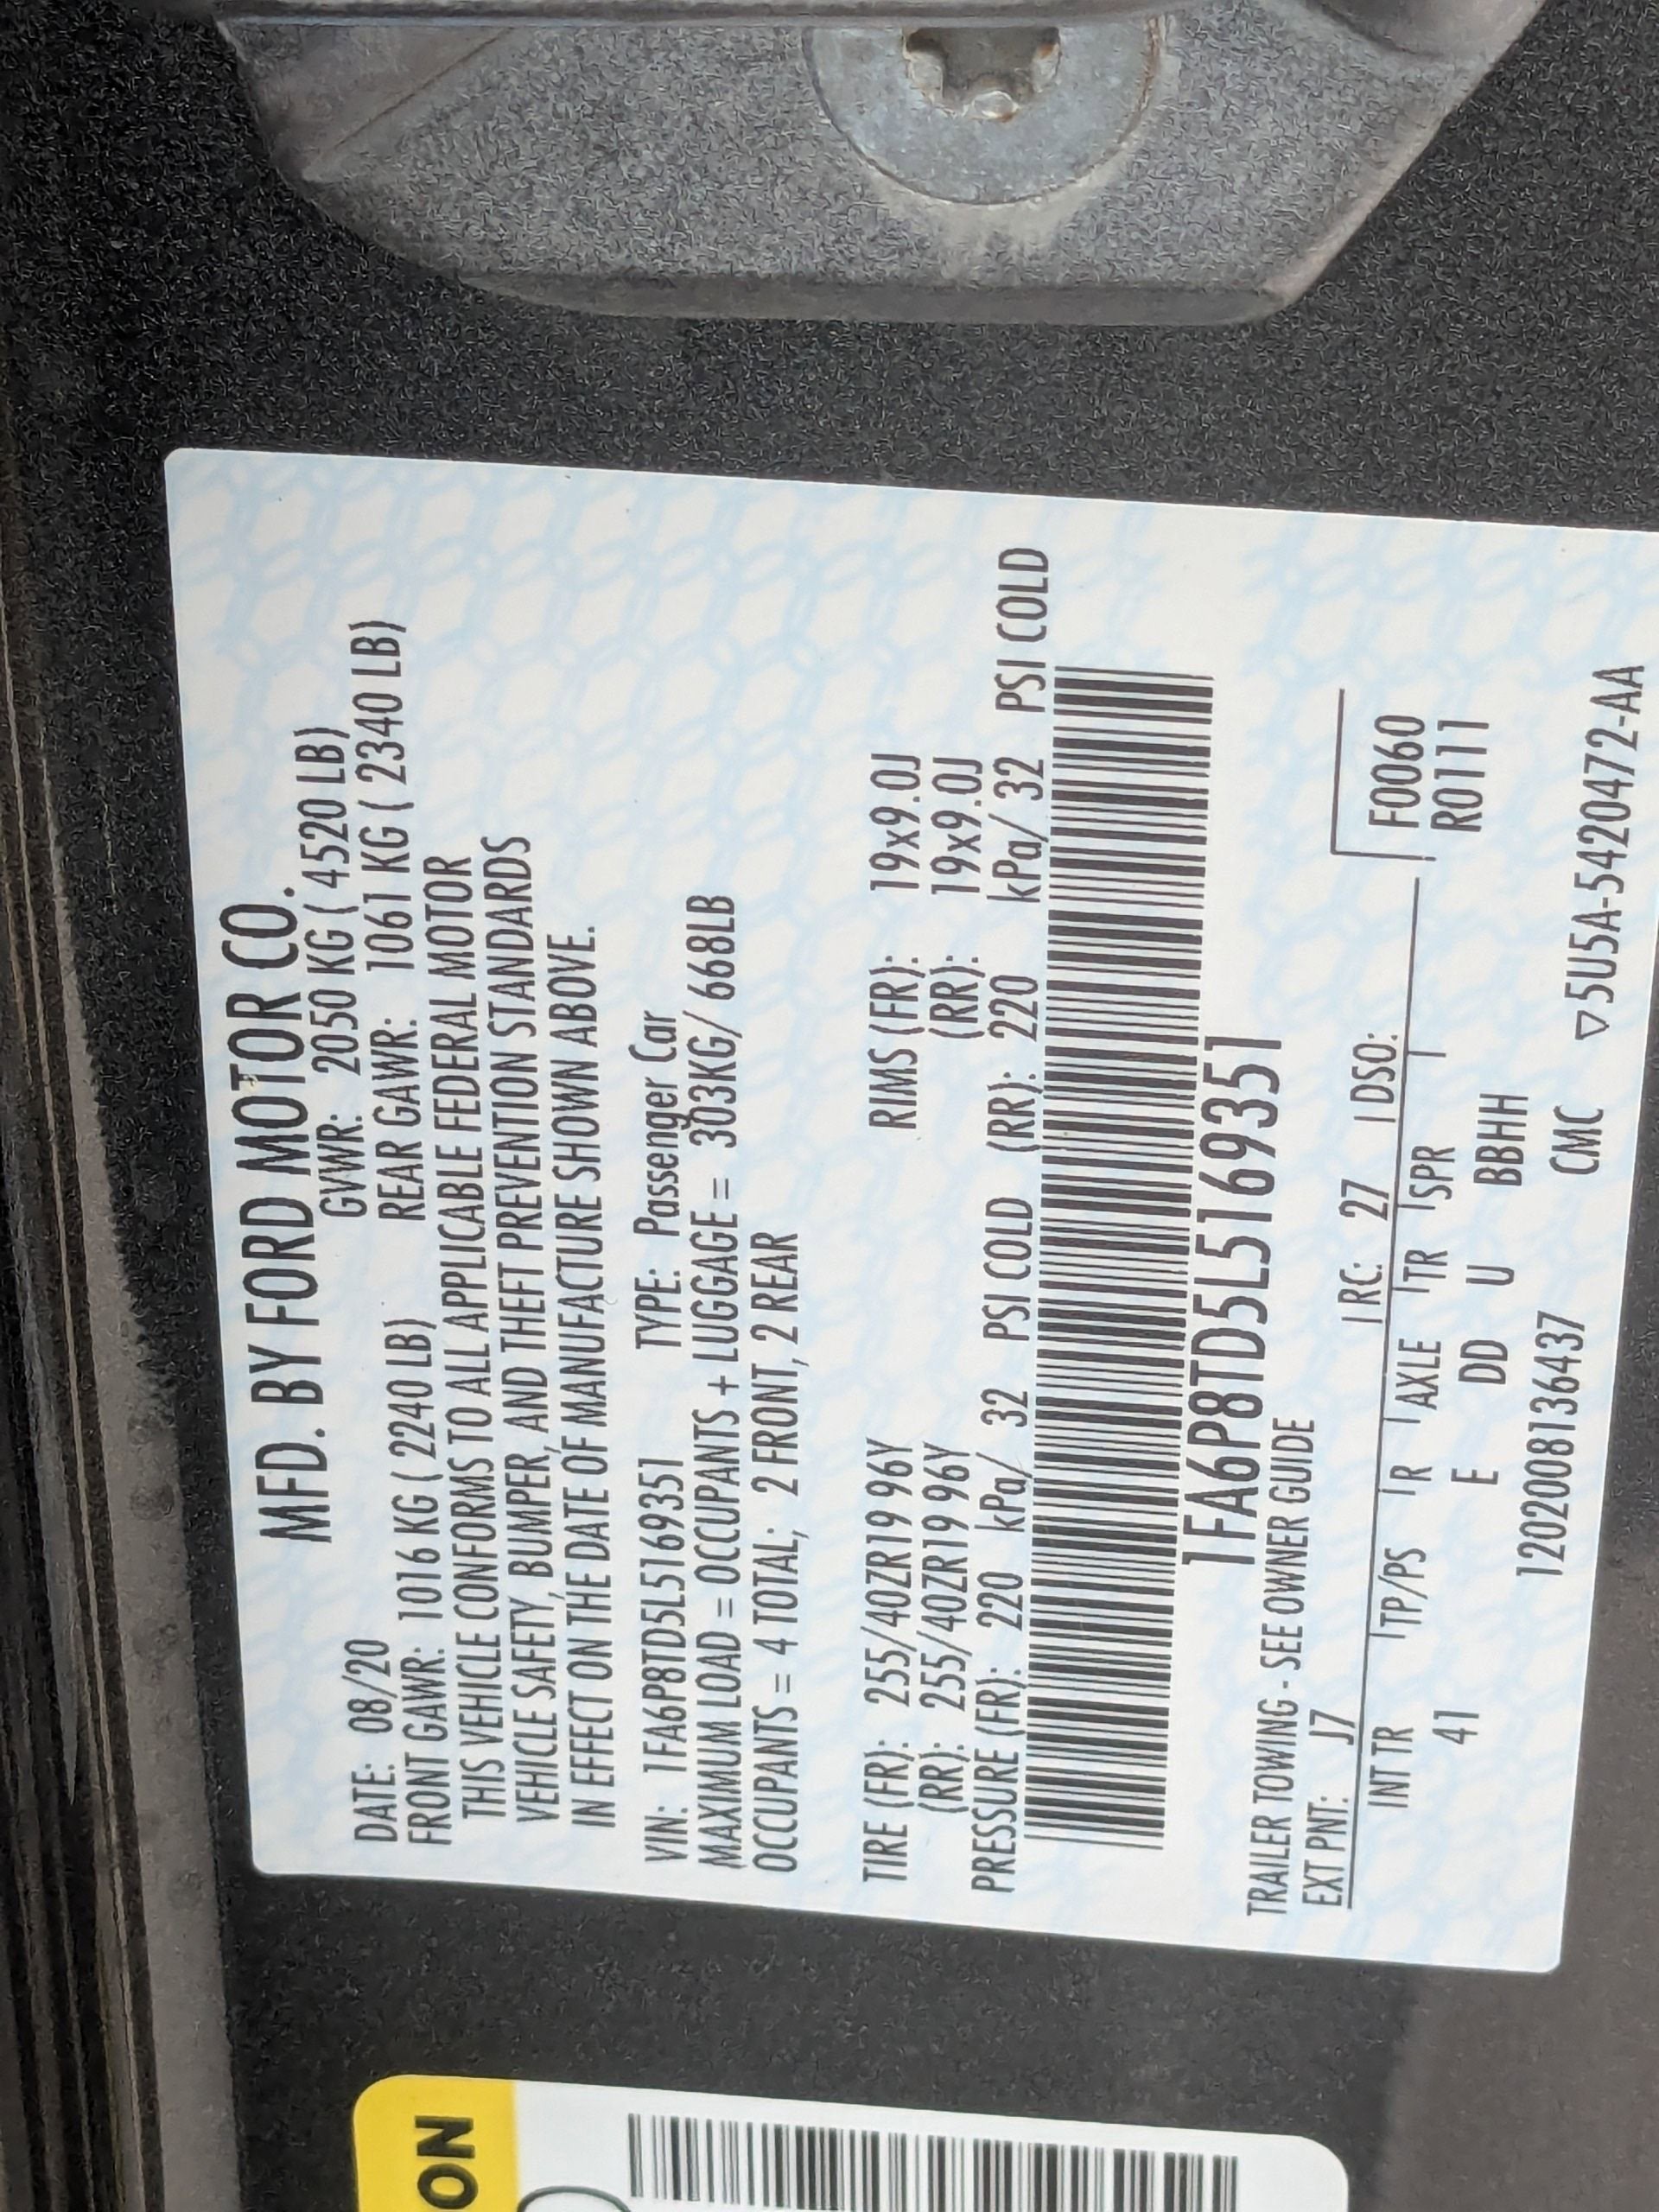 MFD. BY FORD MOTOR CO.
DATE: 08/20 GVWR: 2050 KG ( 4520 LB)
FRONT GAWR: 1016 KG ( 2240 LB) REAR GAWR: 1061 KG ( 2340 LB)
THIS VEHICLE CONFORMS TO ALL APPLICABLE FEDERAL MOTOR
VEHICLE SAFETY, BUMPER, AND THEFT PREVENTION STANDARDS
IN EFFECT ON THE DATE OF MANUFACTURE SHOWN ABOVE.
VIN: 1FA6P8TD5L5169351 TYPE: Passenger Car
MAXIMUM LOAD = OCCUPANTS + LUGGAGE = 303KG/ 668LB
OCCUPANTS = 4 TOTAL; 2 FRONT, 2 REAR
TIRE (FR): 255/40ZR19 96Y RIMS (FR): 19x9.0J
(RR): 255/40ZR19 96Y (RR): 19x9.0J
PRESSURE (FR): 220 kPa/ 32 PSI COLD (RR): 220 kPa/ 32 PSI COLD
1FA6P8TD5L5169351
TRAILER TOWING - SEE OWNER GUIDE
EXT PNT: J7 RC: 27 DSO:
INT TR TP/PS R AXLE TR SPR F0060
41 E DD U BBHH R0111
1202008136437 CMC ▽5U5A-5420472-AA
ON